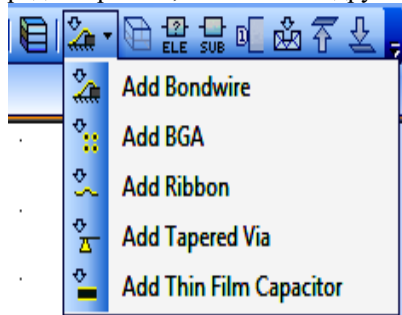 ELE SUB
Add Bondwire
Add BGA
Add Ribbon
Add Tapered Via
Add Thin Film Capacitor